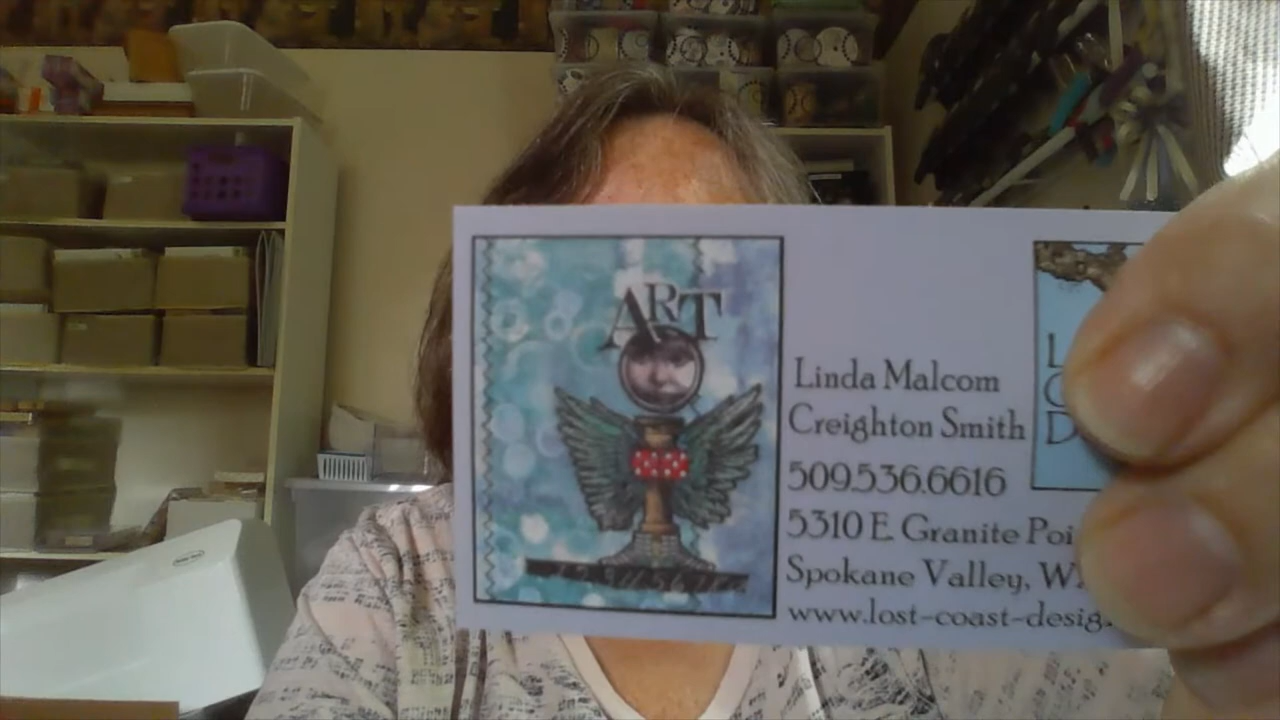 ART
Linda Malcom
Creighton Smith
509.536.6616
5310 E. Granite Poi
Spokane Valley, W
www.lost-coast-desig
L
D